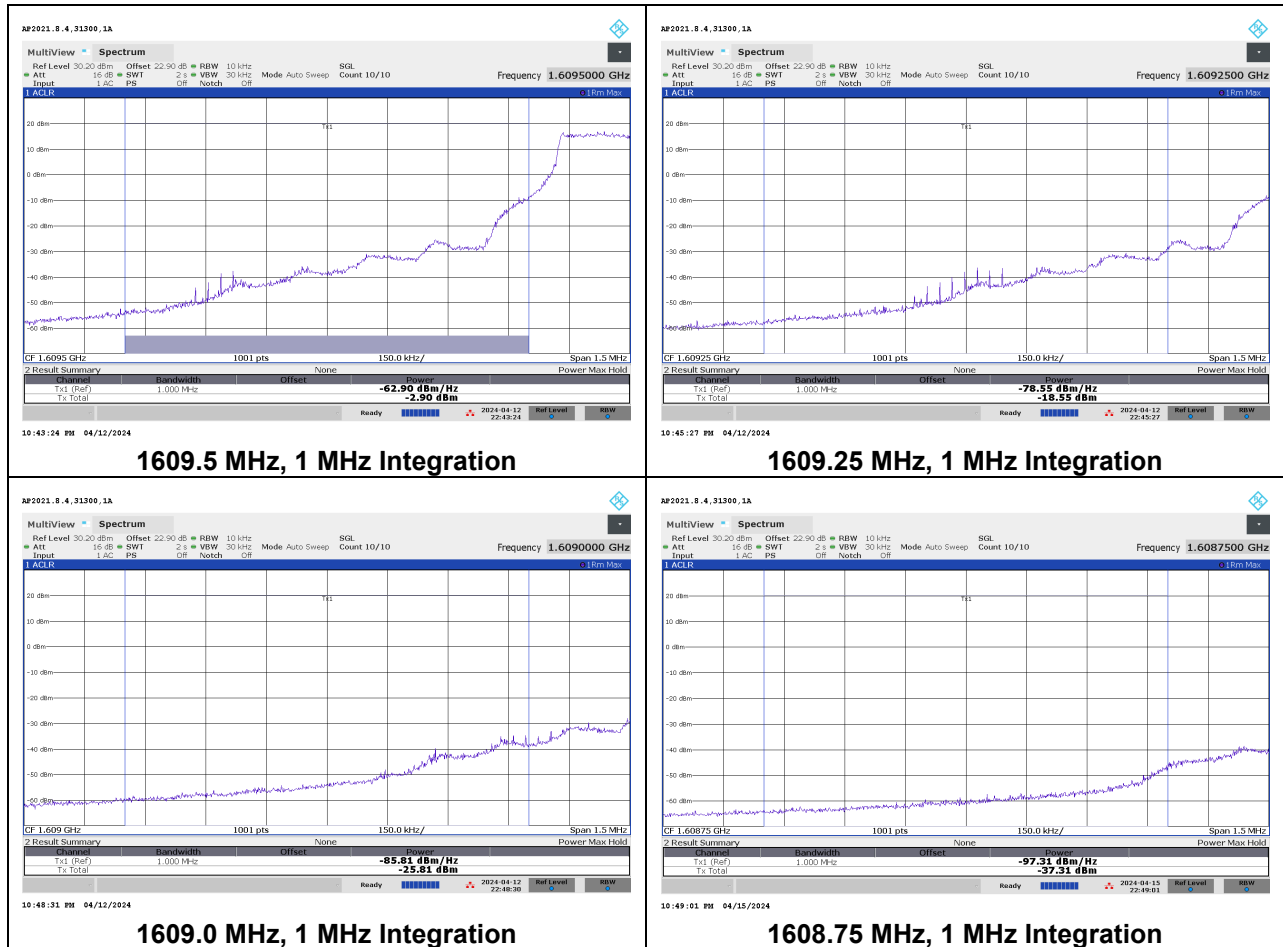 AP2021.8.4,31300,1A
MultiView Spectrum
Ref Level 30.20 dBm Offset 22.90 dB RBW 10 kHz SGL
Att 16 dB SWT 2 s VBW 30 kHz Mode Auto Sweep Count 10/10 Frequency 1.6095000 GHz
Input 1 AC PS Off Notch Off
1 ACLR 1Rm Max
Tx1
20 dBm
10 dBm
0 dBm
-10 dBm
-20 dBm
-30 dBm
-40 dBm
-50 dBm
-60 dBm
CF 1.6095 GHz 1001 pts 150.0 kHz/ Span 1.5 MHz
2 Result Summary None Power Max Hold
Channel Bandwidth Offset Power
Tx1 (Ref) 1.000 MHz -62.90 dBm/Hz
Tx Total -2.90 dBm
Ready 2024-04-12 22:43:24 Ref Level RBW
10:43:24 PM 04/12/2024
1609.5 MHz, 1 MHz Integration
AP2021.8.4,31300,1A
MultiView Spectrum
Ref Level 30.20 dBm Offset 22.90 dB RBW 10 kHz SGL
Att 16 dB SWT 2 s VBW 30 kHz Mode Auto Sweep Count 10/10 Frequency 1.6092500 GHz
Input 1 AC PS Off Notch Off
1 ACLR 1Rm Max
Tx1
20 dBm
10 dBm
0 dBm
-10 dBm
-20 dBm
-30 dBm
-40 dBm
-50 dBm
-60 dBm
CF 1.60925 GHz 1001 pts 150.0 kHz/ Span 1.5 MHz
2 Result Summary None Power Max Hold
Channel Bandwidth Offset Power
Tx1 (Ref) 1.000 MHz -78.55 dBm/Hz
Tx Total -18.55 dBm
Ready 2024-04-12 22:45:27 Ref Level RBW
10:45:27 PM 04/12/2024
1609.25 MHz, 1 MHz Integration
AP2021.8.4,31300,1A
MultiView Spectrum
Ref Level 30.20 dBm Offset 22.90 dB RBW 10 kHz SGL
Att 16 dB SWT 2 s VBW 30 kHz Mode Auto Sweep Count 10/10 Frequency 1.6090000 GHz
Input 1 AC PS Off Notch Off
1 ACLR 1Rm Max
Tx1
20 dBm
10 dBm
0 dBm
-10 dBm
-20 dBm
-30 dBm
-40 dBm
-50 dBm
-60 dBm
CF 1.609 GHz 1001 pts 150.0 kHz/ Span 1.5 MHz
2 Result Summary None Power Max Hold
Channel Bandwidth Offset Power
Tx1 (Ref) 1.000 MHz -85.81 dBm/Hz
Tx Total -25.81 dBm
Ready 2024-04-12 22:48:30 Ref Level RBW
10:48:31 PM 04/12/2024
1609.0 MHz, 1 MHz Integration
AP2021.8.4,31300,1A
MultiView Spectrum
Ref Level 30.20 dBm Offset 22.90 dB RBW 10 kHz SGL
Att 16 dB SWT 2 s VBW 30 kHz Mode Auto Sweep Count 10/10 Frequency 1.6087500 GHz
Input 1 AC PS Off Notch Off
1 ACLR 1Rm Max
Tx1
20 dBm
10 dBm
0 dBm
-10 dBm
-20 dBm
-30 dBm
-40 dBm
-50 dBm
-60 dBm
CF 1.60875 GHz 1001 pts 150.0 kHz/ Span 1.5 MHz
2 Result Summary None Power Max Hold
Channel Bandwidth Offset Power
Tx1 (Ref) 1.000 MHz -97.31 dBm/Hz
Tx Total -37.31 dBm
Ready 2024-04-15 22:49:01 Ref Level RBW
10:49:01 PM 04/15/2024
1608.75 MHz, 1 MHz Integration